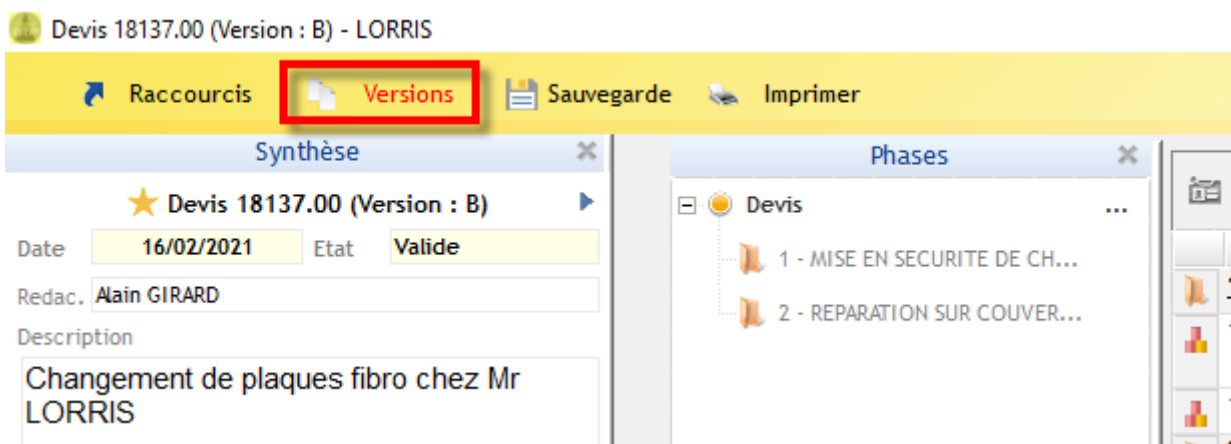 Devis 18137.00 (Version : B) - LORRIS
Raccourcis Versions Sauvegarde Imprimer
Synthèse
Devis 18137.00 (Version : B)
Date 16/02/2021 Etat Valide
Redac. Alain GIRARD
Description
Changement de plaques fibro chez Mr
LORRIS
Phases
Devis ...
1 - MISE EN SECURITE DE CH...
2 - REPARATION SUR COUVER...